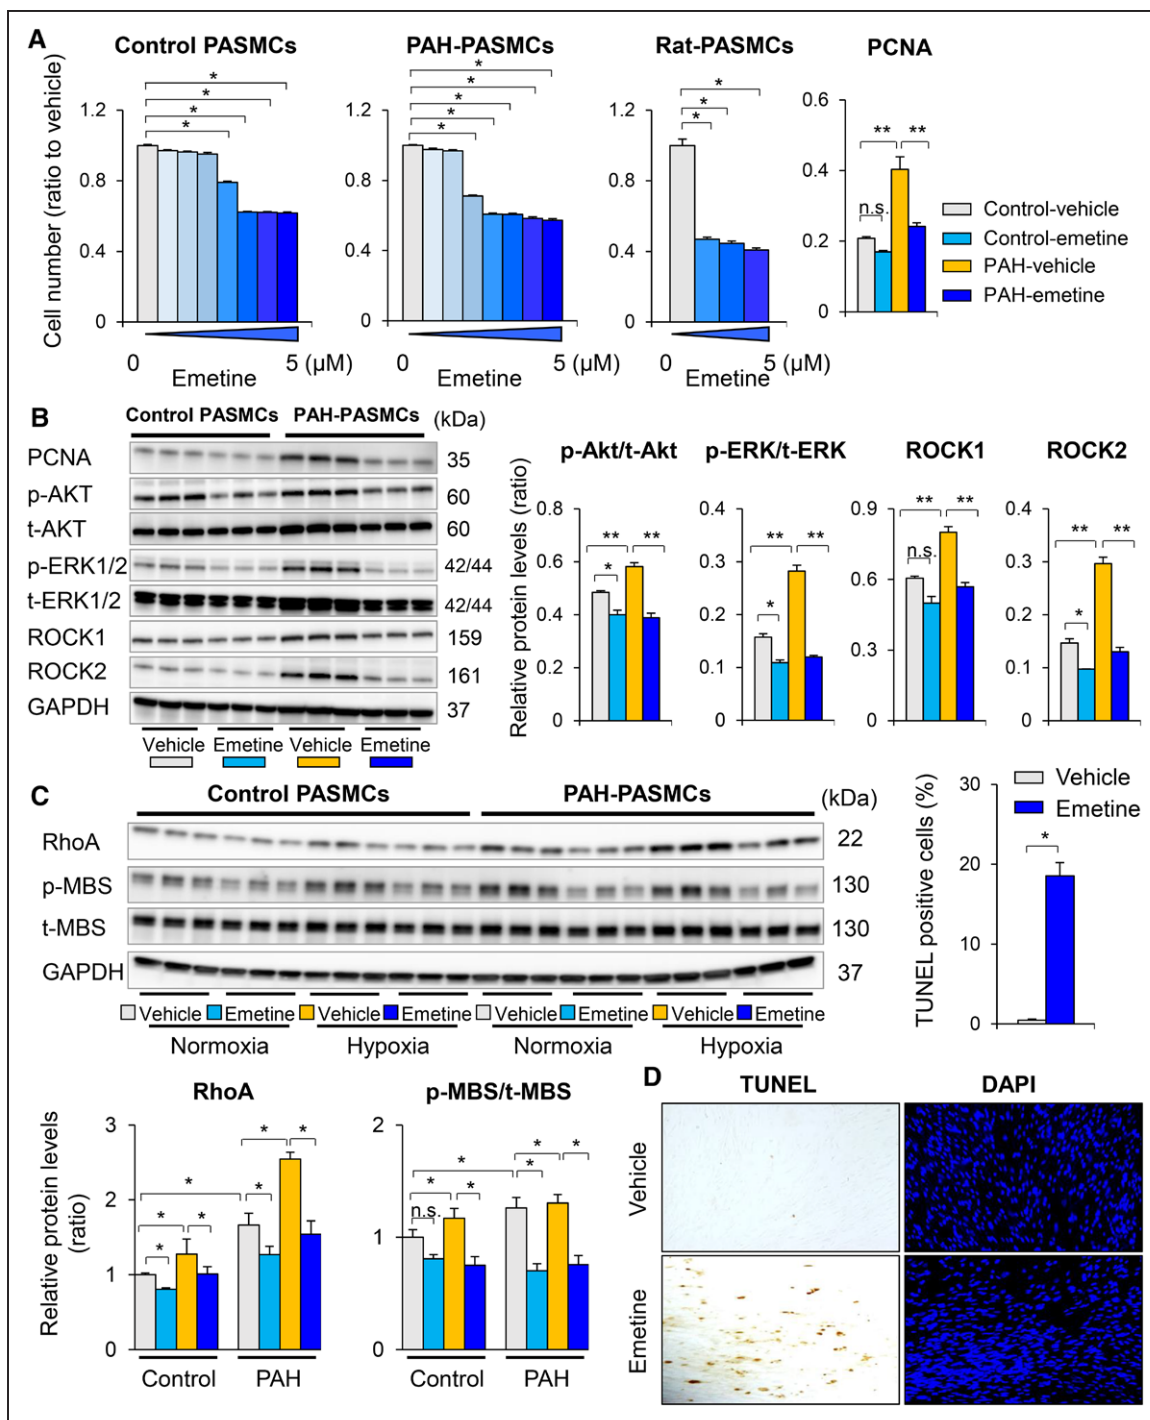 A
Control PASMCs
PAH-PASMCs
Rat-PASMCs
PCNA
Cell number (ratio to vehicle)
1.2
0.8
0.4
0
* * * *
0
5 (μM)
Emetine
1.2
0.8
0.4
0
* * * * *
0
5 (μM)
Emetine
1.2
0.8
0.4
0
* * *
0
5 (μM)
Emetine
0.6
0.4
0.2
0
** **
n.s.
Control-vehicle
Control-emetine
PAH-vehicle
PAH-emetine
B
Control PASMCs PAH-PASMCs (kDa)
PCNA 35
p-AKT 60
t-AKT 60
p-ERK1/2 42/44
t-ERK1/2 42/44
ROCK1 159
ROCK2 161
GAPDH 37
Vehicle Emetine Vehicle Emetine
Relative protein levels (ratio)
p-Akt/t-Akt
0.8
0.6
0.4
0.2
0
** **
*
p-ERK/t-ERK
0.4
0.3
0.2
0.1
0
** **
*
ROCK1
0.9
0.6
0.3
0
** **
n.s.
ROCK2
0.4
0.3
0.2
0.1
0
** **
*
C
Control PASMCs PAH-PASMCs (kDa)
RhoA 22
p-MBS 130
t-MBS 130
GAPDH 37
Vehicle Emetine Vehicle Emetine Vehicle Emetine Vehicle Emetine
Normoxia Hypoxia Normoxia Hypoxia
TUNEL positive cells (%)
Vehicle
Emetine
30
20
10
0
*
Relative protein levels
(ratio)
RhoA
3
2
1
0
* *
*
* *
* *
*
Control PAH
p-MBS/t-MBS
2
1
0
* *
* *
* *
n.s.
Control PAH
D
TUNEL DAPI
Vehicle
Emetine